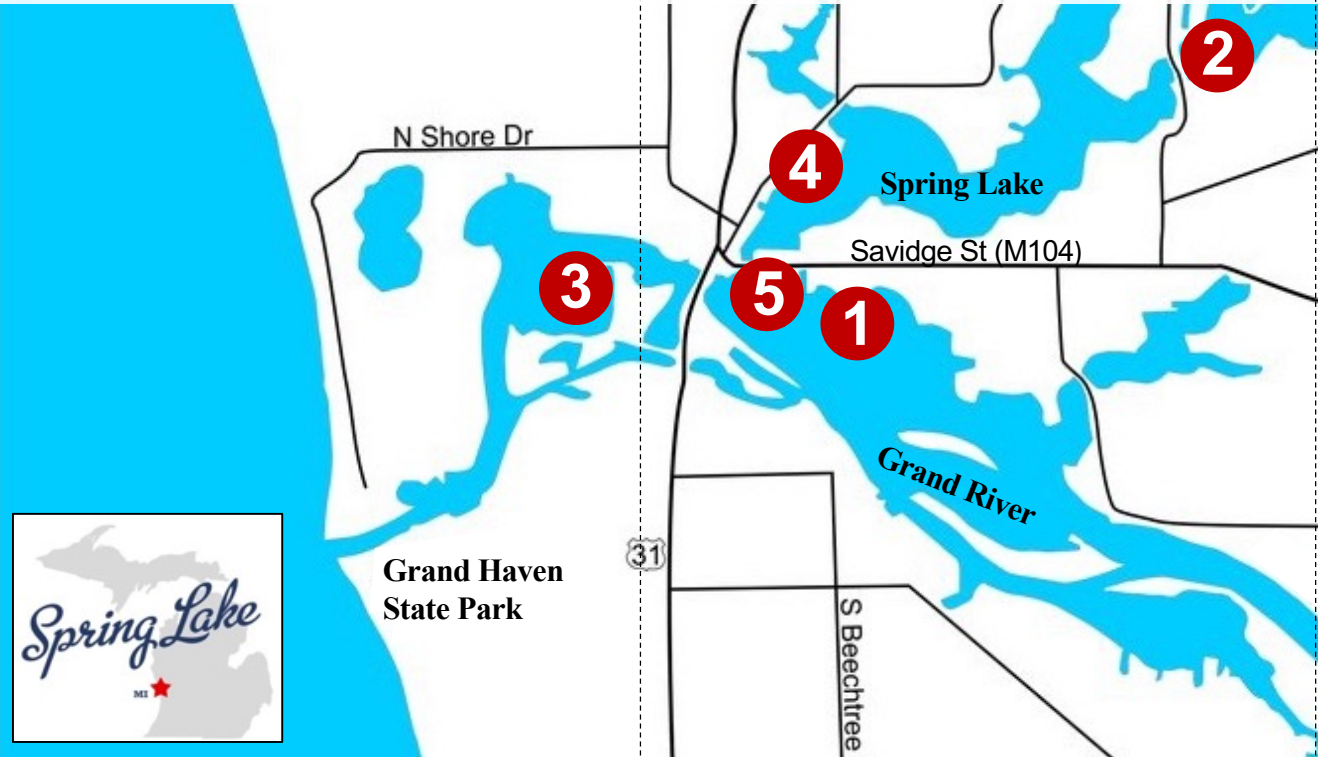 2
N Shore Dr
4
Spring Lake
Savidge St (M104)
3
5
1
Grand River
31
Grand Haven
State Park
S Beechtree
Spring Lake
MI